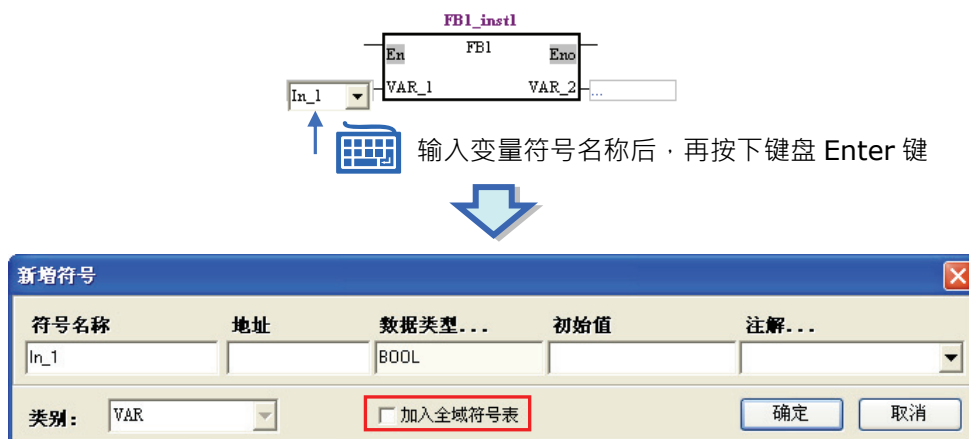 FB1_inst1
En FB1 Eno
In_1 VAR_1 VAR_2 ...
输入变量符号名称后，再按下键盘 Enter 键
新增符号
符号名称 地址 数据类型... 初始值 注解...
In_1 BOOL
类别： VAR 加入全域符号表 确定 取消